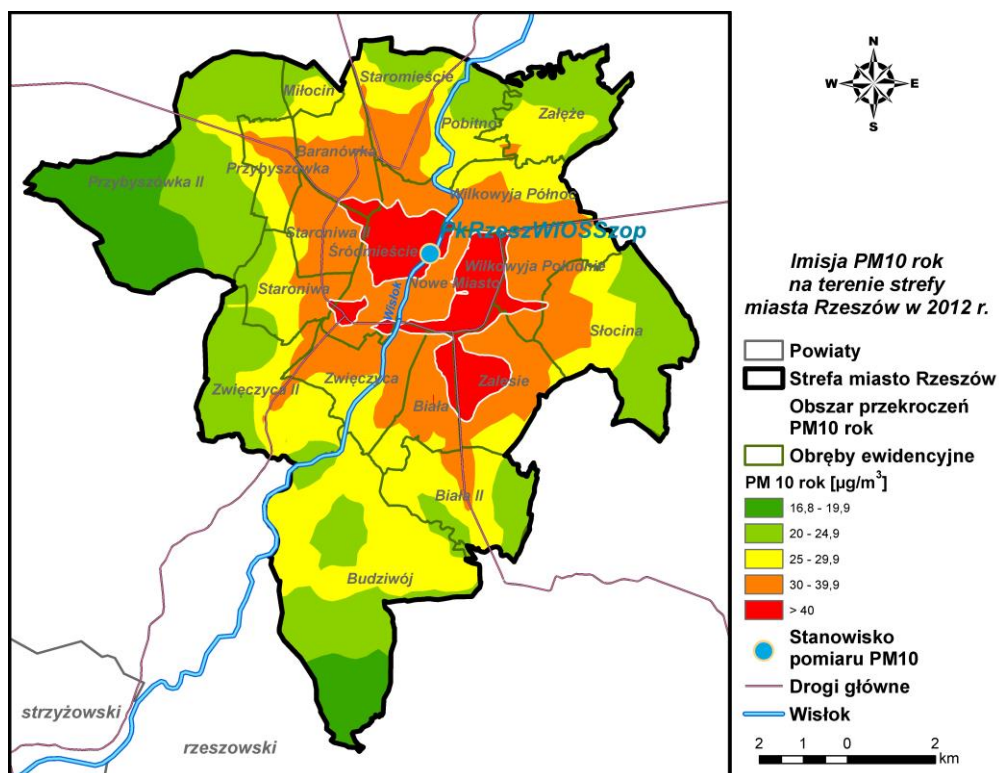 Staromieście
Miłocin
Pobitno
Załęże
Baranówka
Przybyszówka
Przybyszówka II
Wilkowyja Północ
Staroniwa II
PkRzeszWIOSSzop
Śródmieście
Wilkowyja Południe
Nowe Miasto
Staroniwa
Wisłok
Słocina
Zwięczyca
Zwięczyca II
Zalesie
Biała
Biała II
Budziwój
strzyżowski
rzeszowski
N
W E
S
Imisja PM10 rok
na terenie strefy
miasta Rzeszów w 2012 r.
Powiaty
Strefa miasto Rzeszów
Obszar przekroczeń
PM10 rok
Obręby ewidencyjne
PM 10 rok [µg/m³]
16,8 - 19,9
20 - 24,9
25 - 29,9
30 - 39,9
> 40
Stanowisko
pomiaru PM10
Drogi główne
Wisłok
2 1 0 2
km